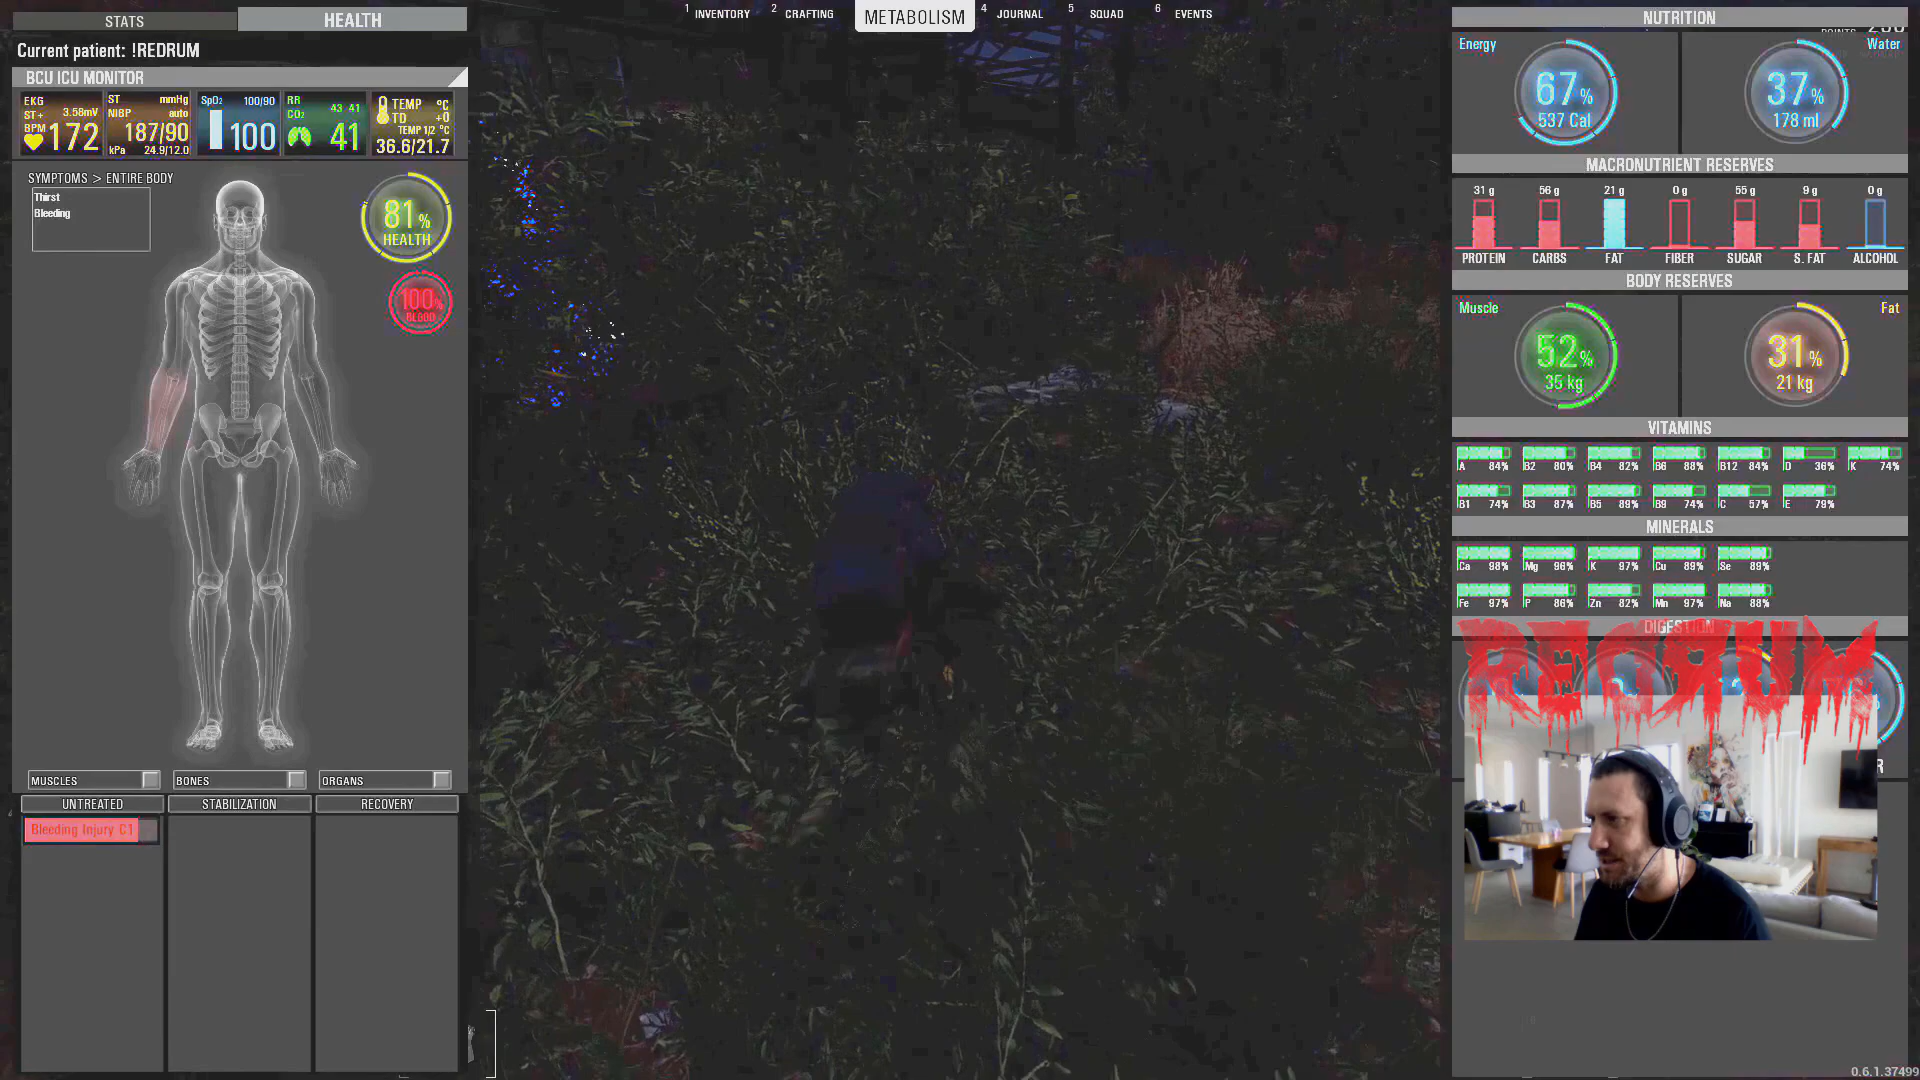 STATS
HEALTH
1 INVENTORY
2 CRAFTING
METABOLISM
4 JOURNAL
5 SQUAD
6 EVENTS
Current patient: !REDRUM
BCU ICU MONITOR
EKG
ST+ 3.58mV
BPM 172
ST mmHg
NIBP auto
187/90
kPa 24.9/12.0
SpO2 100/90
100
RR 43 41
CO2
41
TEMP °C
TD +0
TEMP 1/2 °C
36.6/21.7
SYMPTOMS > ENTIRE BODY
Thirst
Bleeding
81%
HEALTH
100%
BLOOD
MUSCLES
BONES
ORGANS
UNTREATED
STABILIZATION
RECOVERY
Bleeding Injury C1
NUTRITION
Energy
67%
537 Cal
Water
37%
178 ml
MACRONUTRIENT RESERVES
31 g
56 g
21 g
0 g
55 g
9 g
0 g
PROTEIN
CARBS
FAT
FIBER
SUGAR
S. FAT
ALCOHOL
BODY RESERVES
Muscle
52%
35 kg
Fat
31%
21 kg
VITAMINS
A 84%
B2 80%
B4 82%
B6 88%
B12 84%
D 36%
K 74%
B1 74%
B3 87%
B5 89%
B9 74%
C 57%
E 79%
MINERALS
Ca 98%
Mg 96%
K 97%
Cu 89%
Se 89%
Fe 97%
P 86%
Zn 82%
Mn 97%
Na 88%
DIGESTION
REDRUM
R
0.6.1.37499